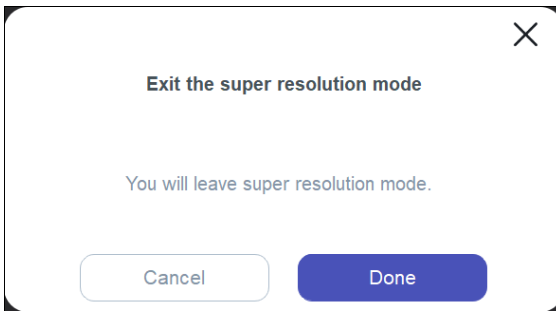 Exit the super resolution mode
You will leave super resolution mode.
Cancel
Done